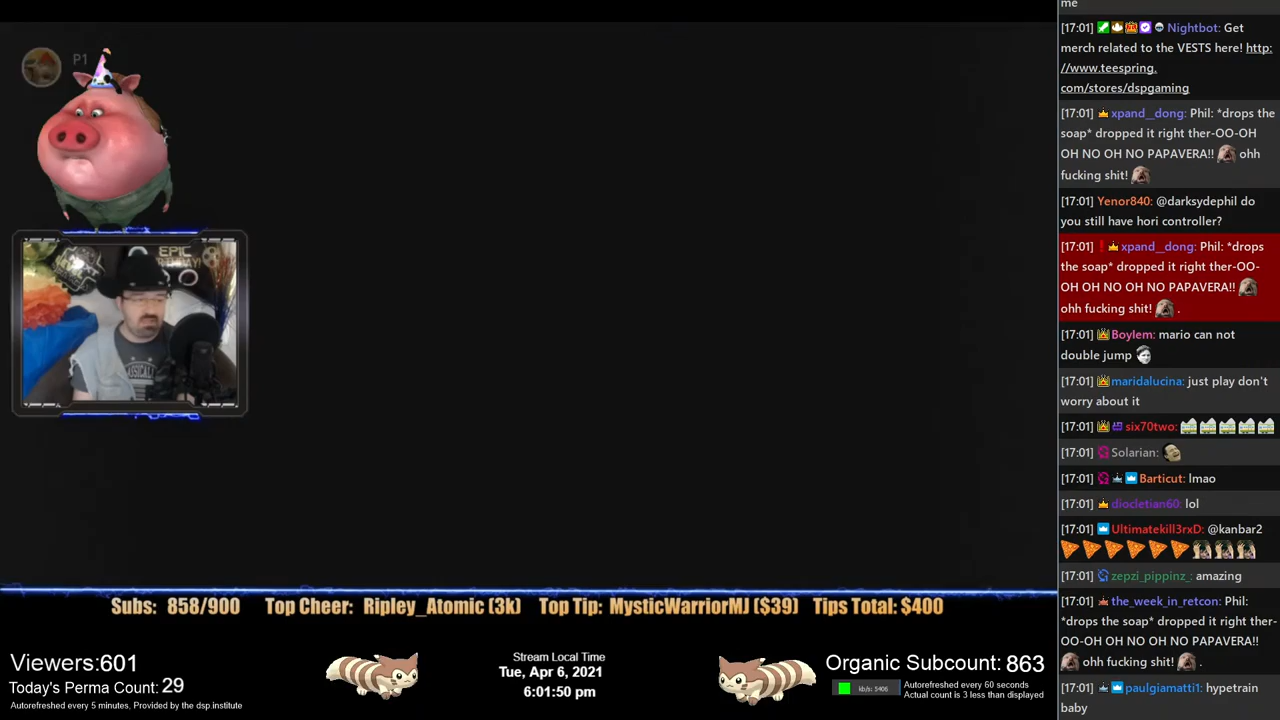 P1
EPIC
Subs: 858/900 Top Cheer: Ripley_Atomic (3k) Top Tip: MysticWarriorMJ ($39) Tips Total: $400
Viewers:601
Today's Perma Count: 29
Autorefreshed every 5 minutes, Provided by the dsp.institute
Stream Local Time
Tue, Apr 6, 2021
6:01:50 pm
Organic Subcount: 863
kb/s: 5406
Autorefreshed every 60 seconds
Actual count is 3 less than displayed
me
[17:01] Nightbot: Get
merch related to the VESTS here! http:
//www.teespring.
com/stores/dspgaming
[17:01] xpand__dong: Phil: *drops the
soap* dropped it right ther-OO-OH
OH NO OH NO PAPAVERA!! ohh
fucking shit!
[17:01] Yenor840: @darksydephil do
you still have hori controller?
[17:01] xpand__dong: Phil: *drops
the soap* dropped it right ther-OO-
OH OH NO OH NO PAPAVERA!!
ohh fucking shit! .
[17:01] Boylem: mario can not
double jump
[17:01] maridalucina: just play don't
worry about it
[17:01] six70two:
[17:01] Solarian:
[17:01] Barticut: lmao
[17:01] diocletian60: lol
[17:01] Ultimatekill3rxD: @kanbar2
[17:01] zepzi_pippinz_: amazing
[17:01] the_week_in_retcon: Phil:
*drops the soap* dropped it right ther-
OO-OH OH NO OH NO PAPAVERA!!
ohh fucking shit! .
[17:01] paulgiamatti1: hypetrain
baby